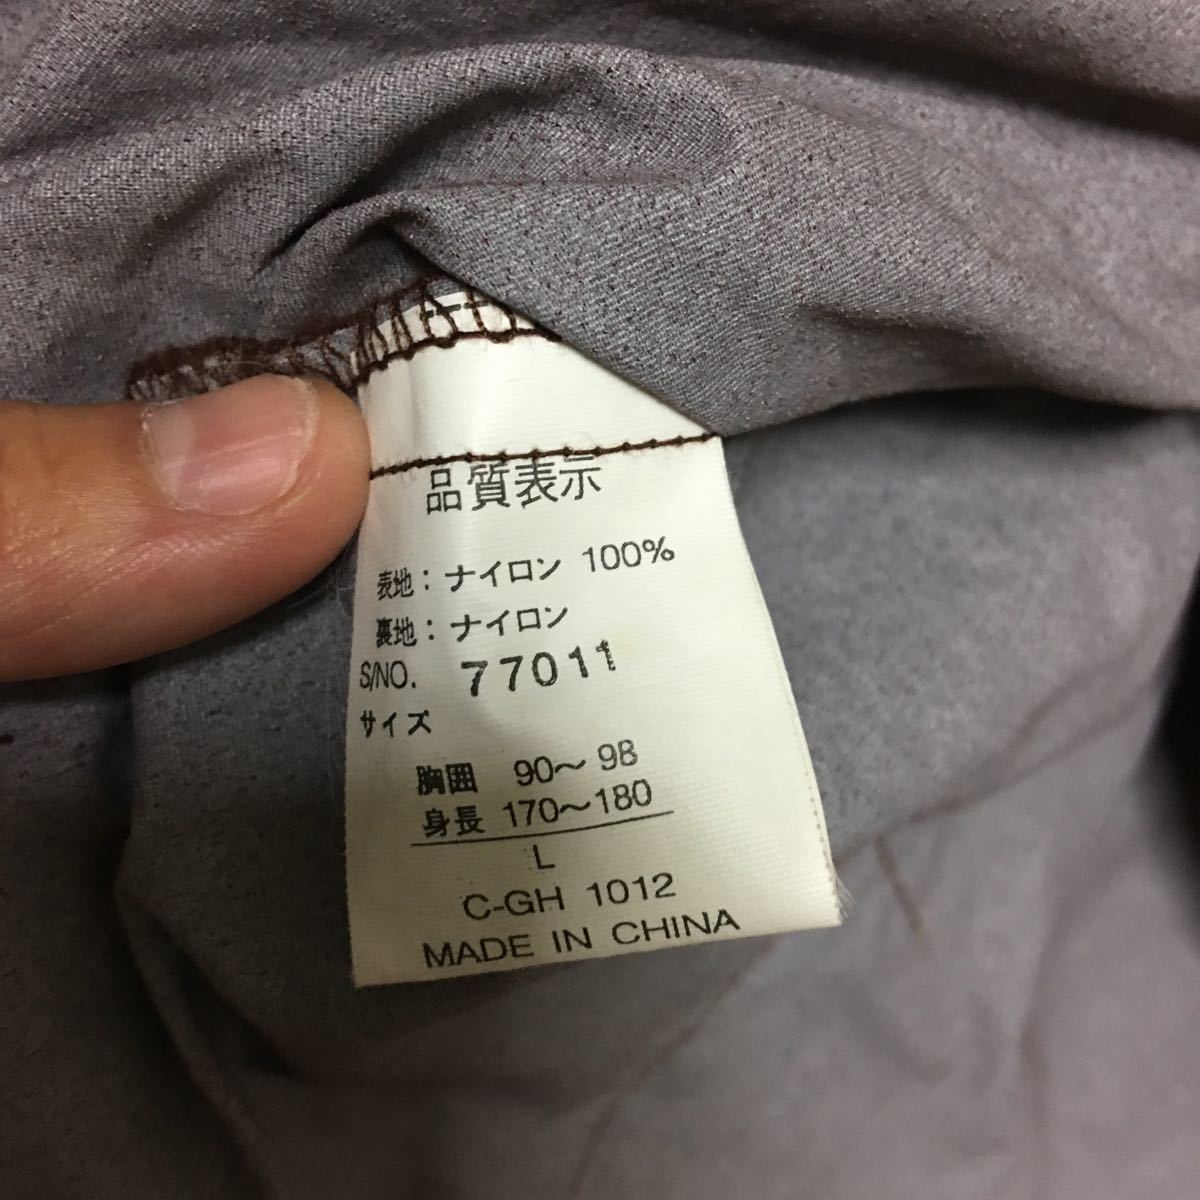 品質表示
表地：ナイロン 100%
裏地：ナイロン
S/NO. 77011
サイズ
胸囲 90〜98
身長 170〜180
L
C-GH 1012
MADE IN CHINA